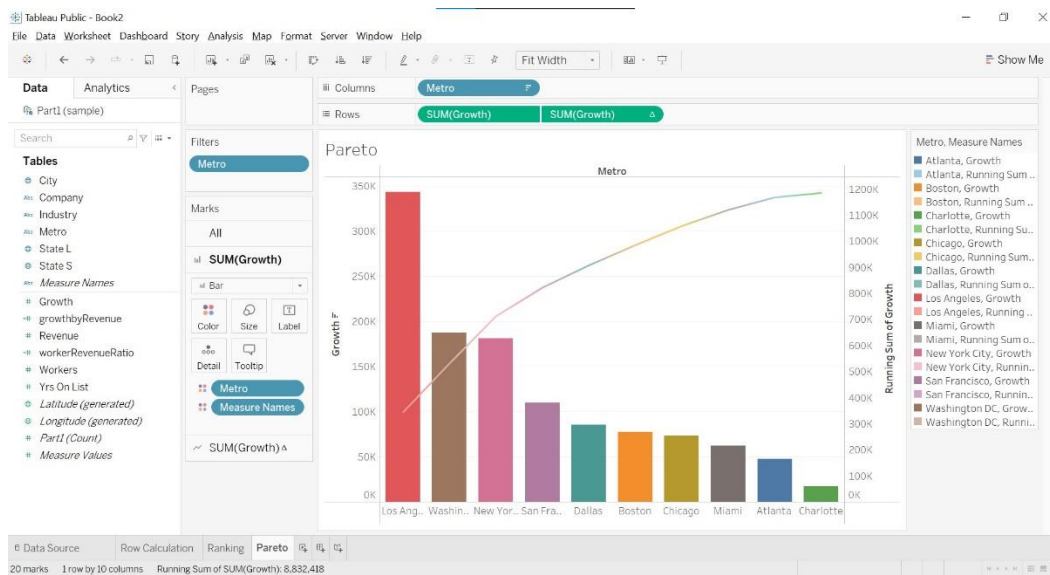 Tableau Public - Book2
File Data Worksheet Dashboard Story Analysis Map Format Server Window Help
Fit Width
Show Me
Data Analytics
Part1 (sample)
Search
Tables
City
Abc Company
Abc Industry
Abc Metro
State L
State S
Abc Measure Names
# Growth
growthbyRevenue
# Revenue
workerRevenueRatio
# Workers
# Yrs On List
Latitude (generated)
Longitude (generated)
# Part1 (Count)
# Measure Values
Pages
Filters
Metro
Marks
All
SUM(Growth)
Bar
Color Size Label
Detail Tooltip
Metro
Measure Names
SUM(Growth) Δ
Columns Metro
Rows SUM(Growth) SUM(Growth) Δ
Pareto
Metro
350K
300K
250K
200K
150K
100K
50K
0K
Growth
1200K
1100K
1000K
900K
800K
700K
600K
500K
400K
300K
200K
100K
0K
Running Sum of Growth
Los Ang.. Washin.. New Yor.. San Fra.. Dallas Boston Chicago Miami Atlanta Charlotte
Metro, Measure Names
Atlanta, Growth
Atlanta, Running Sum ..
Boston, Growth
Boston, Running Sum ..
Charlotte, Growth
Charlotte, Running Su..
Chicago, Growth
Chicago, Running Sum..
Dallas, Growth
Dallas, Running Sum o..
Los Angeles, Growth
Los Angeles, Running ..
Miami, Growth
Miami, Running Sum o..
New York City, Growth
New York City, Runnin..
San Francisco, Growth
San Francisco, Runnin..
Washington DC, Grow..
Washington DC, Runni..
Data Source Row Calculation Ranking Pareto
20 marks 1 row by 10 columns Running Sum of SUM(Growth): 8,832,418